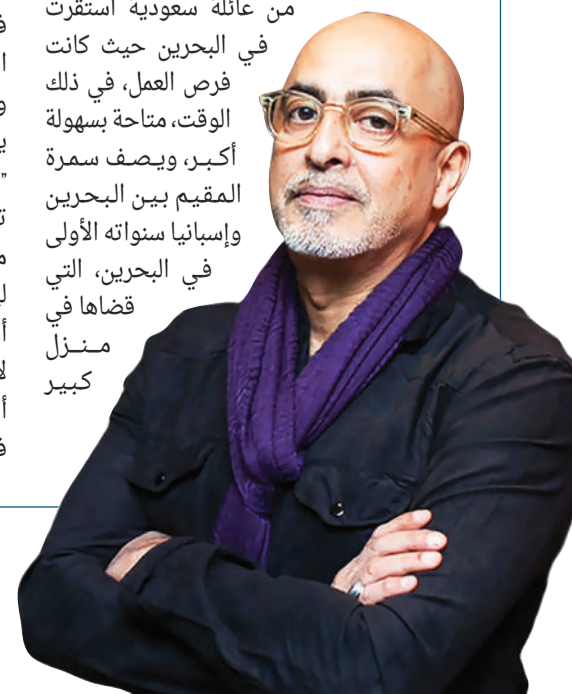 من عائلة سعودية استقرت
في البحرين حيث كانت
فرص العمل، في ذلك
الوقت، متاحة بسهولة
أكبر، ويصف سمرة
المقيم بين البحرين
وإسبانيا سنواته الأولى
في البحرين، التي
قضاها في
منزل
كبير